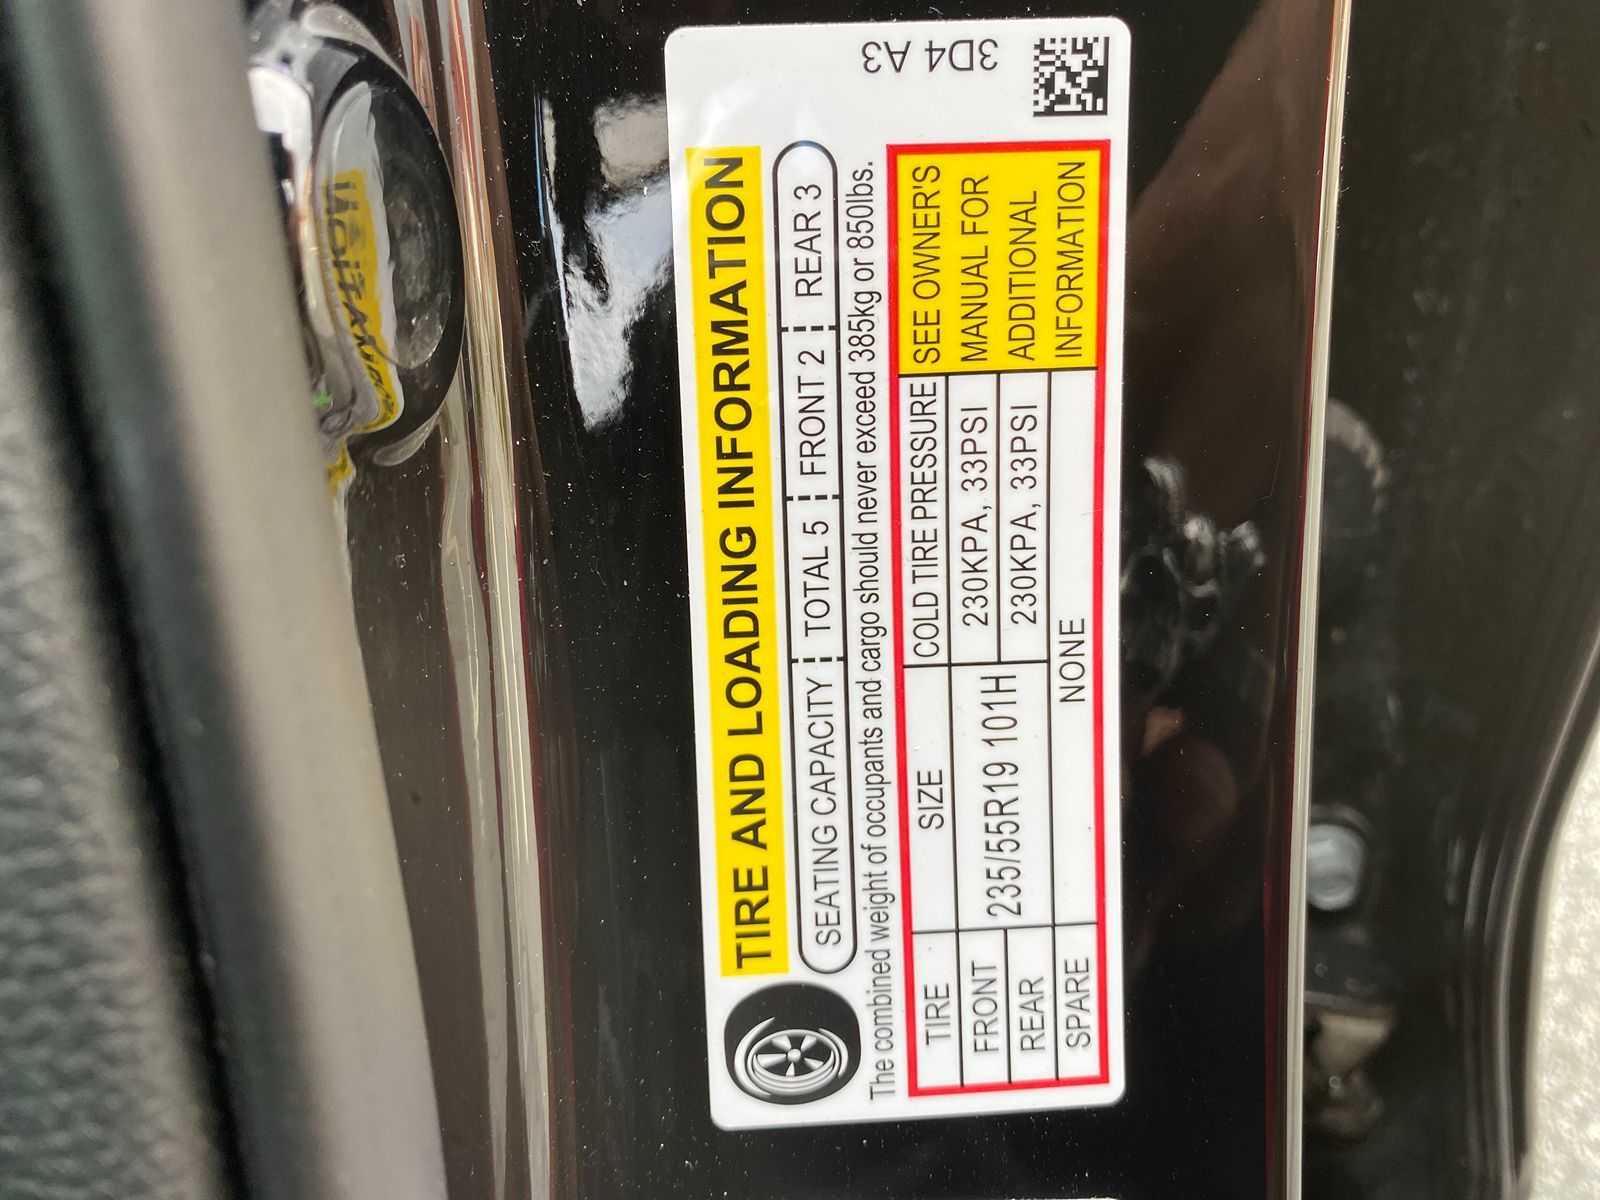 TIRE AND LOADING INFORMATION
SEATING CAPACITY TOTAL 5 FRONT 2 REAR 3
The combined weight of occupants and cargo should never exceed 385kg or 850lbs.
TIRE SIZE COLD TIRE PRESSURE
FRONT 235/55R19 101H 230KPA, 33PSI
REAR 230KPA, 33PSI
SPARE NONE
SEE OWNER'S
MANUAL FOR
ADDITIONAL
INFORMATION
3D4 A3